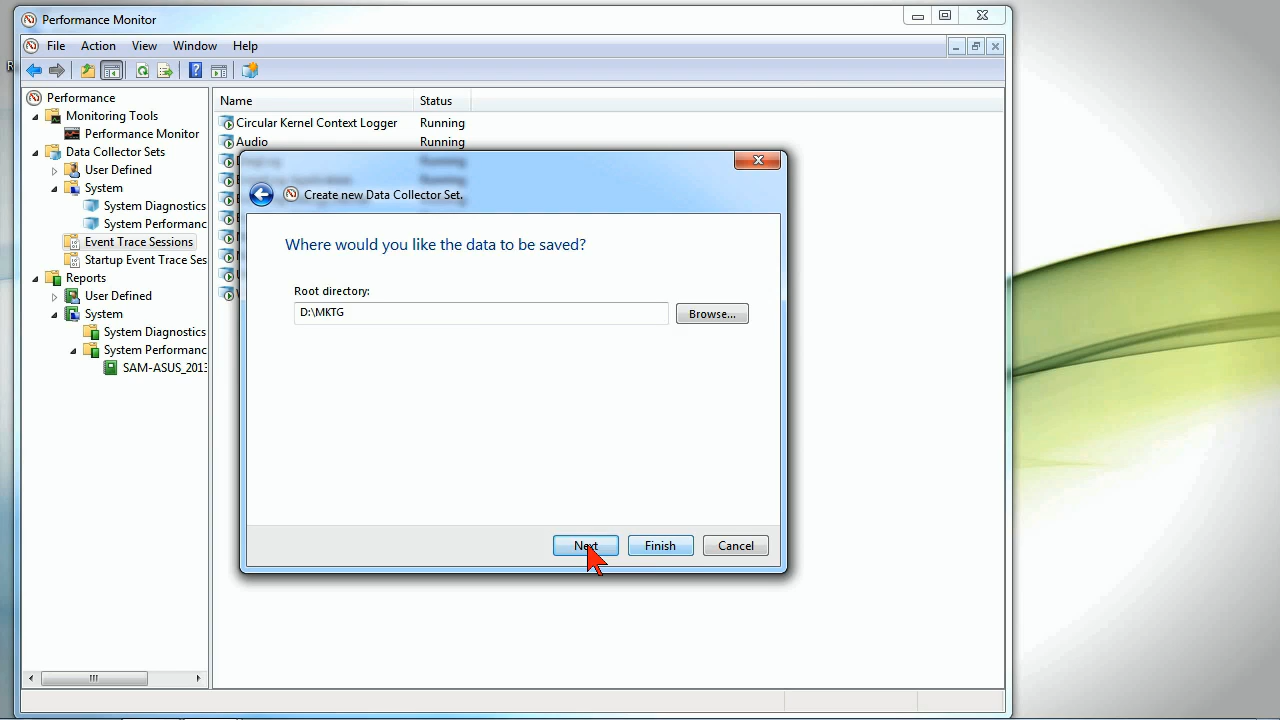 Performance Monitor
File Action View Window Help
Performance
Monitoring Tools
Performance Monitor
Data Collector Sets
User Defined
System
System Diagnostics
System Performanc
Event Trace Sessions
Startup Event Trace Ses
Reports
User Defined
System
System Diagnostics
System Performanc
SAM-ASUS_2013
Name Status
Circular Kernel Context Logger Running
Audio Running
Create new Data Collector Set.
Where would you like the data to be saved?
Root directory:
D:\MKTG
Browse...
Next Finish Cancel